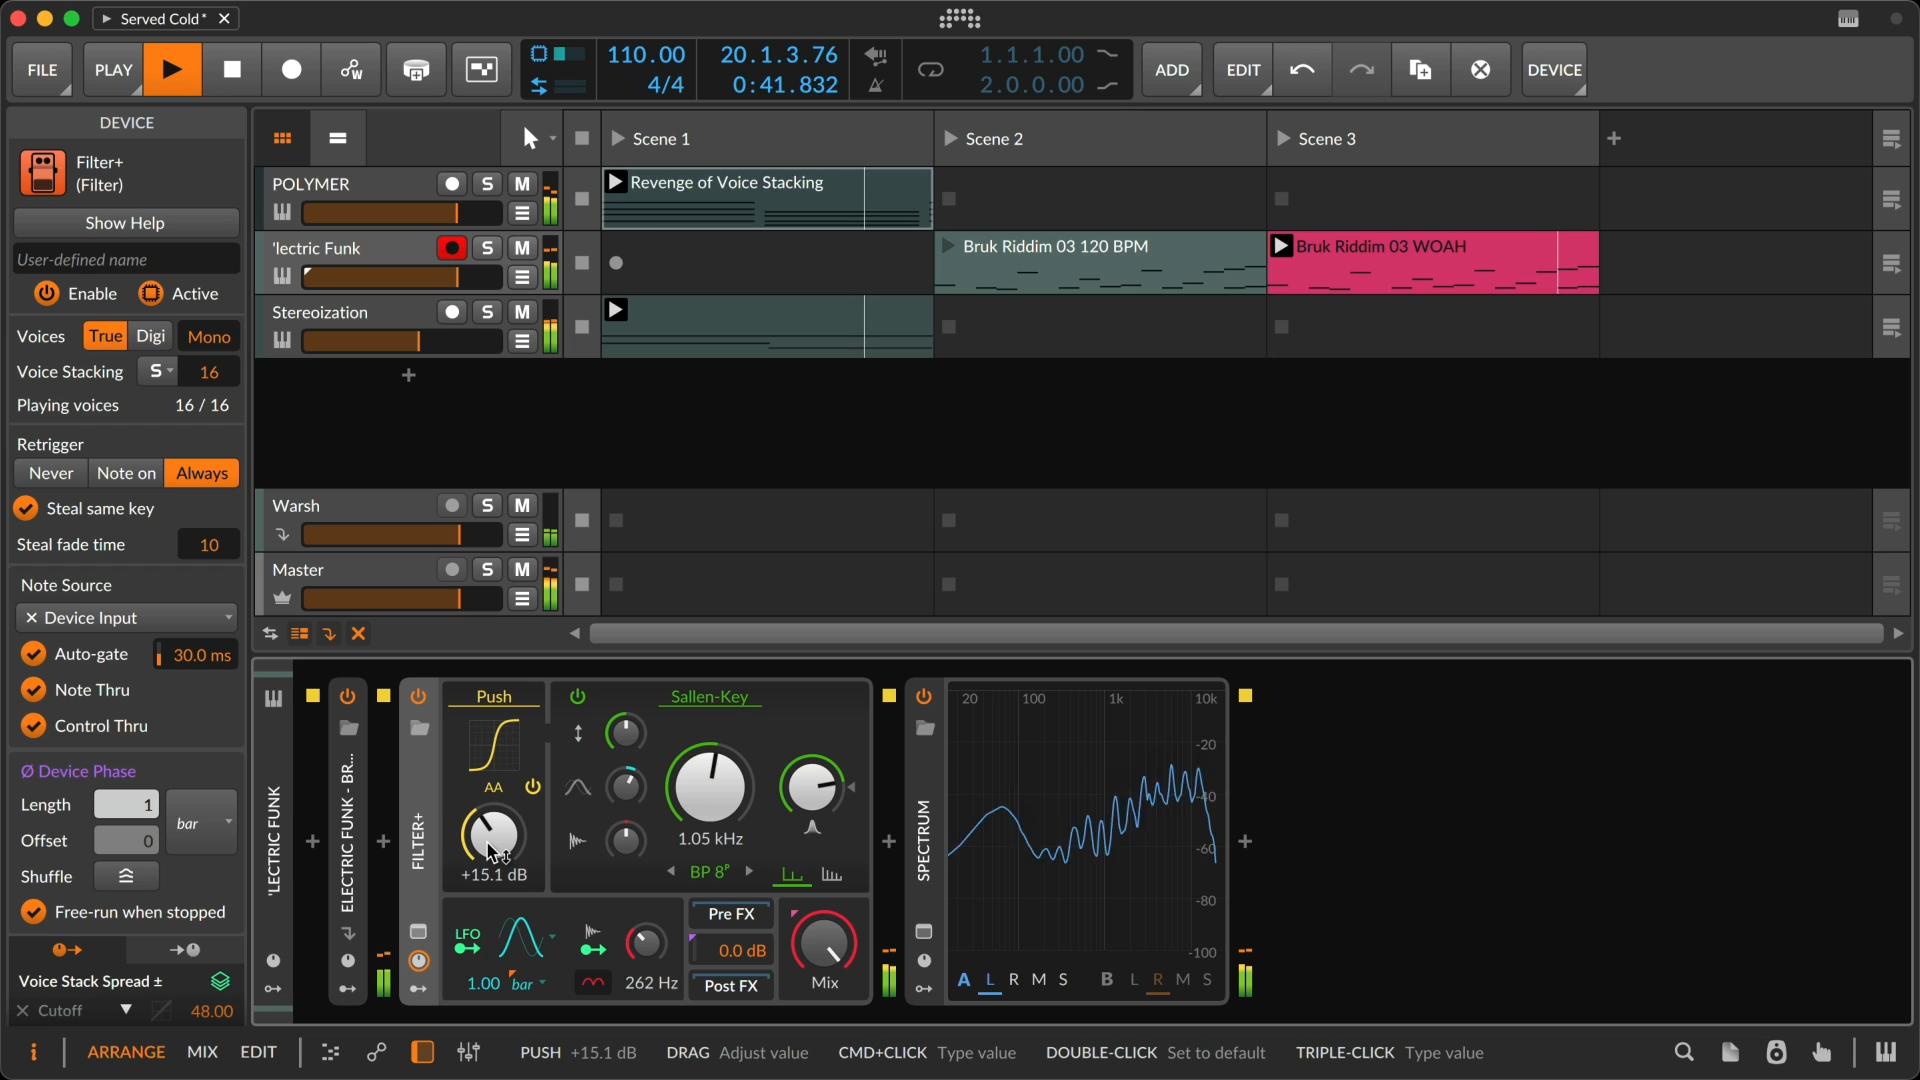 Served Cold*
FILE
PLAY
110.00
4/4
20.1.3.76
0:41.832
1.1.1.00
2.0.0.00
ADD
EDIT
DEVICE
DEVICE
Filter+
(Filter)
Show Help
User-defined name
Enable
Active
Voices True Digi Mono
Voice Stacking S 16
Playing voices 16 / 16
Retrigger
Never Note on Always
Steal same key
Steal fade time 10
Note Source
Device Input
Auto-gate 30.0 ms
Note Thru
Control Thru
Ø Device Phase
Length 1
bar
Offset 0
Shuffle
Free-run when stopped
Voice Stack Spread ±
Cutoff 48.00
Scene 1
Scene 2
Scene 3
POLYMER S M
Revenge of Voice Stacking
'lectric Funk S M
Bruk Riddim 03 120 BPM
Bruk Riddim 03 WOAH
Stereoization S M
Warsh S M
Master S M
'LECTRIC FUNK
ELECTRIC FUNK - BR...
FILTER+
Push
AA
+15.1 dB
Sallen-Key
1.05 kHz
BP 8P
LFO
1.00 bar
262 Hz
Pre FX
0.0 dB
Post FX
Mix
SPECTRUM
20 100 1k 10k
-20
-40
-60
-80
-100
A L R M S B L R M S
i ARRANGE MIX EDIT
PUSH +15.1 dB DRAG Adjust value CMD+CLICK Type value DOUBLE-CLICK Set to default TRIPLE-CLICK Type value